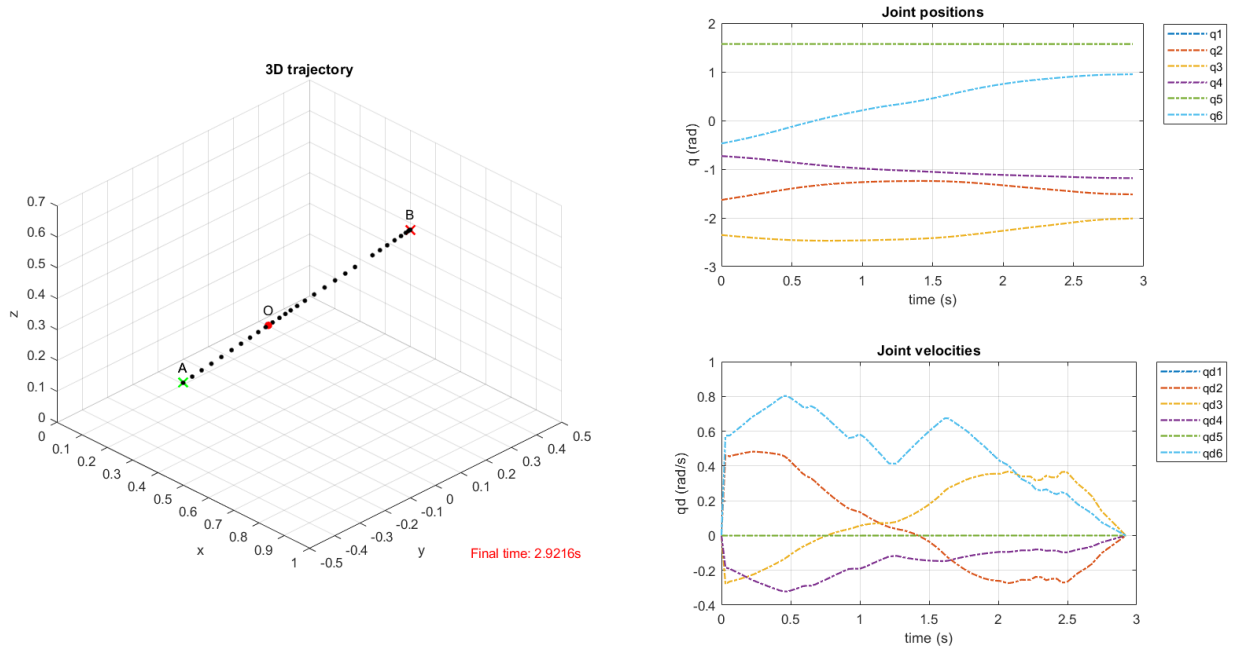 3D trajectory
0.7
0.6
0.5
0.4
0.3
0.2
0.1
0
z
A
O
B
0
0.1
0.2
0.3
0.4
0.5
0.6
0.7
0.8
0.9
1
x
-0.5
-0.4
-0.3
-0.2
-0.1
0
0.1
0.2
0.3
0.4
0.5
y
Final time: 2.9216s
Joint positions
2
1
0
-1
-2
-3
q (rad)
0
0.5
1
1.5
2
2.5
3
time (s)
q1
q2
q3
q4
q5
q6
Joint velocities
1
0.8
0.6
0.4
0.2
0
-0.2
-0.4
qd (rad/s)
0
0.5
1
1.5
2
2.5
3
time (s)
qd1
qd2
qd3
qd4
qd5
qd6